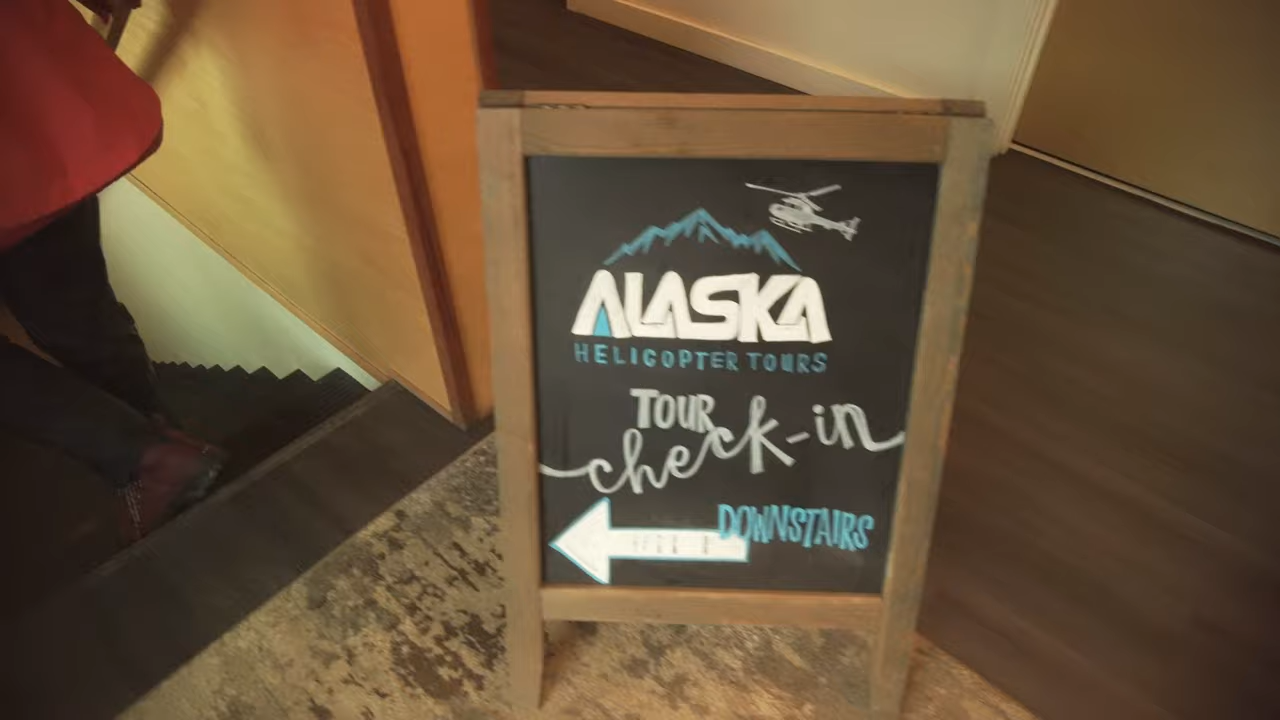 ALASKA
HELICOPTER TOURS
TOUR
check-in
DOWNSTAIRS